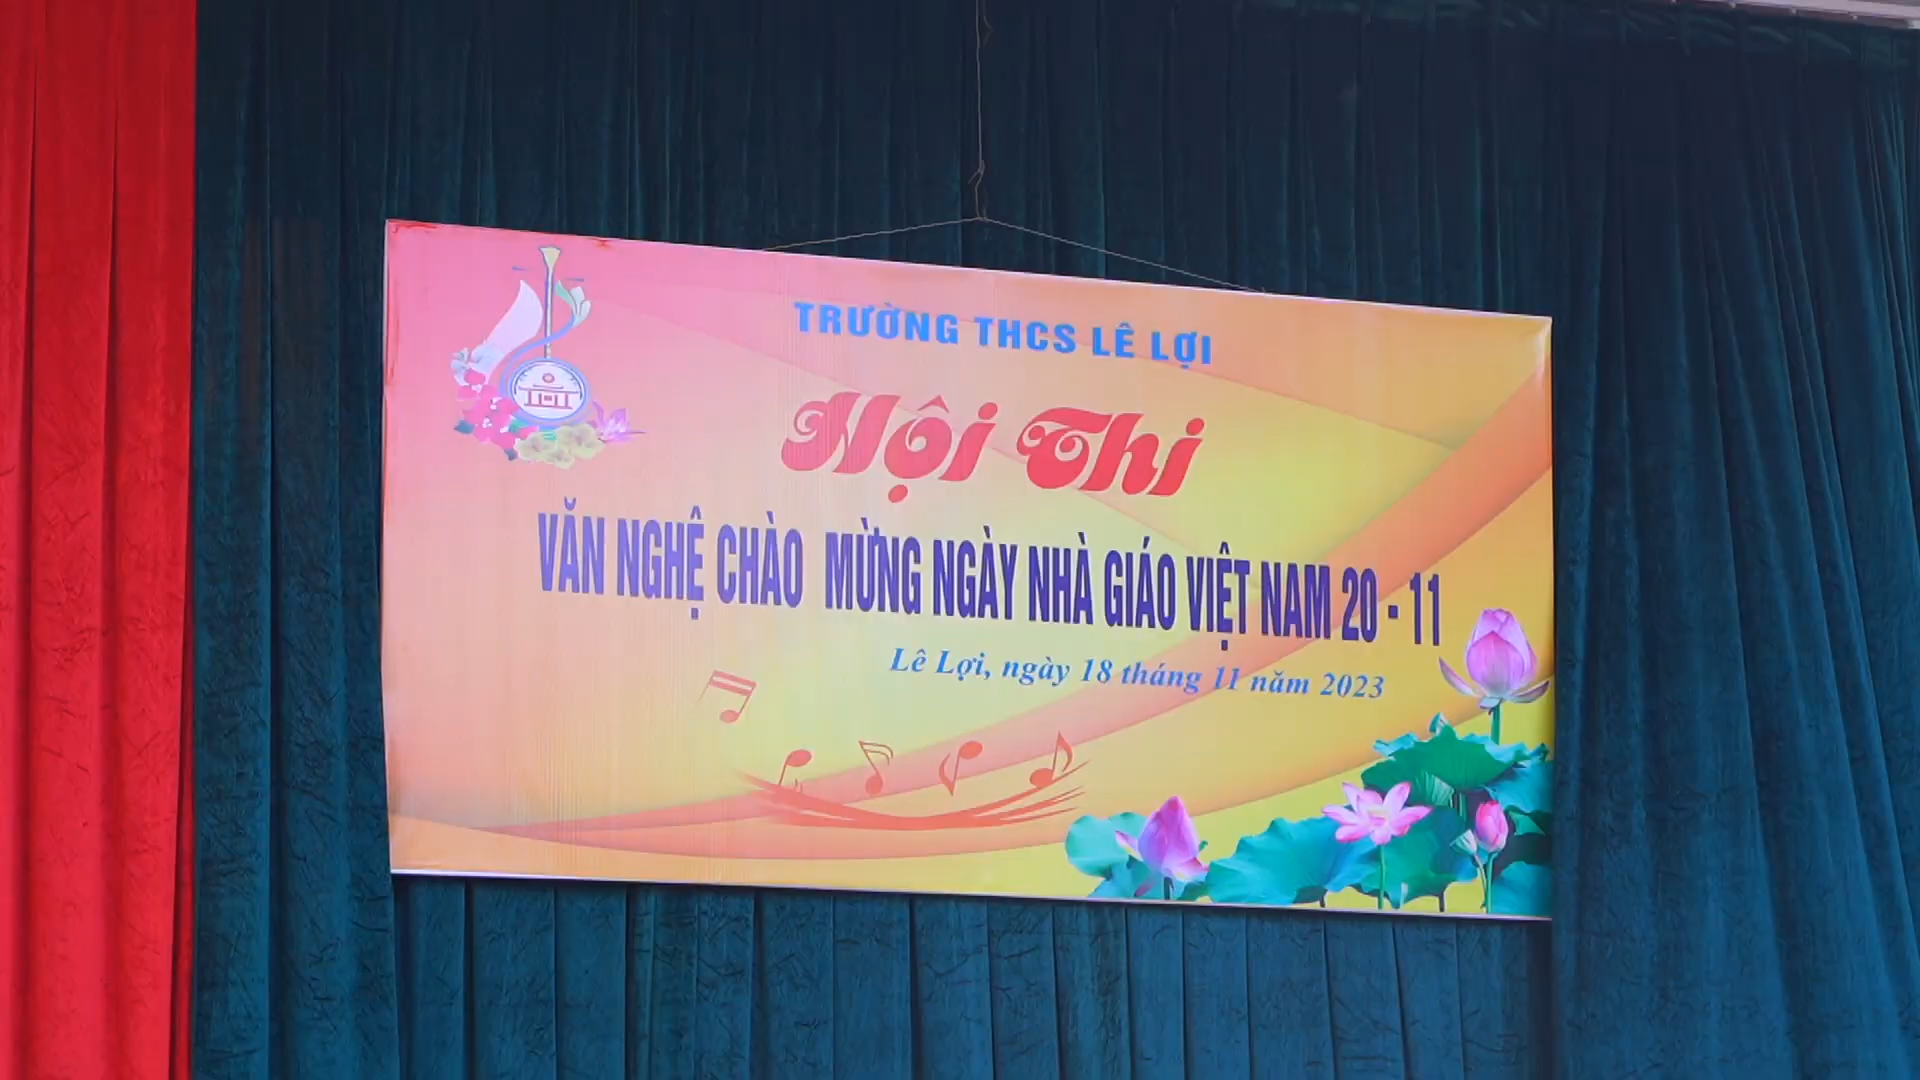 TRƯỜNG THCS LÊ LỢI
Hội Thi
VĂN NGHỆ CHÀO MỪNG NGÀY NHÀ GIÁO VIỆT NAM 20 - 11
Lê Lợi, ngày 18 tháng 11 năm 2023